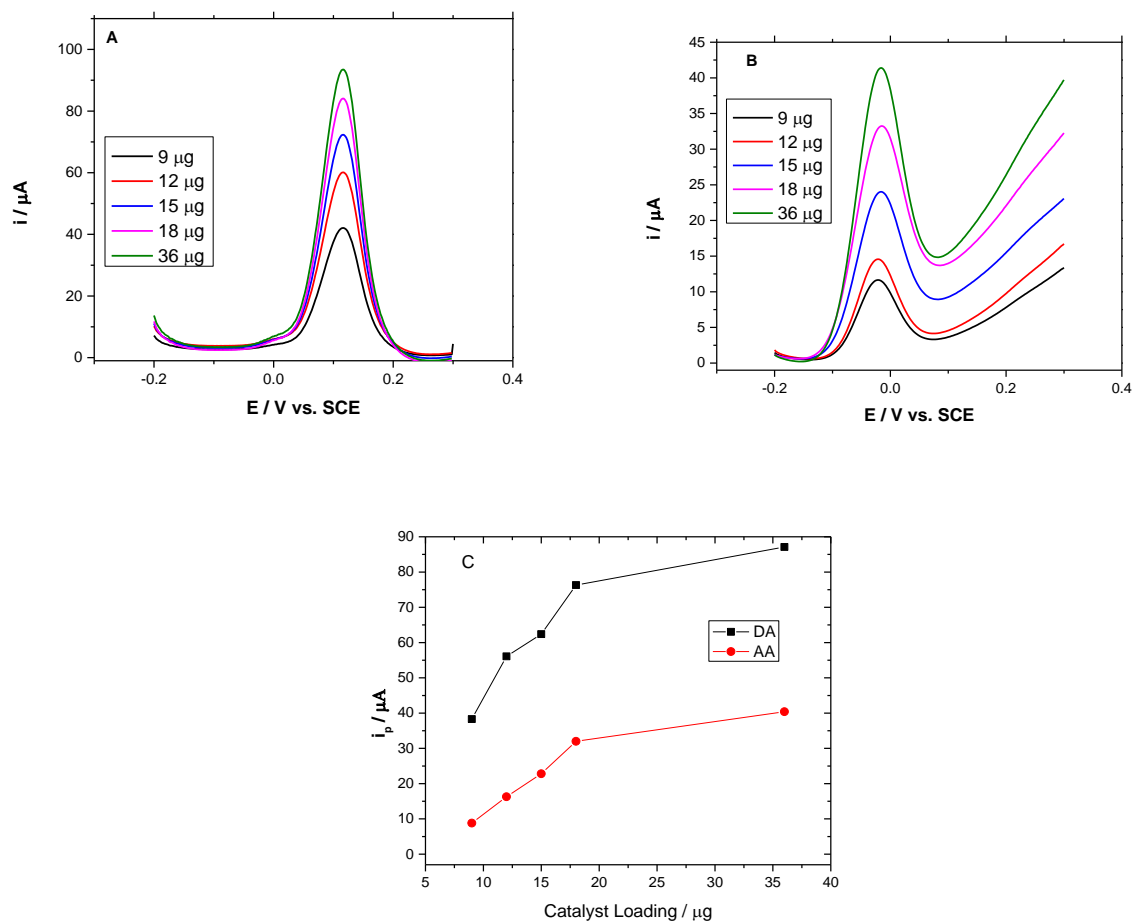 A
100
80
60
40
20
0
-0.2
0.0
0.2
0.4
i / µA
E / V vs. SCE
9 µg
12 µg
15 µg
18 µg
36 µg
B
45
40
35
30
25
20
15
10
5
0
-0.2
0.0
0.2
0.4
i / µA
E / V vs. SCE
9 µg
12 µg
15 µg
18 µg
36 µg
C
90
80
70
60
50
40
30
20
10
0
5
10
15
20
25
30
35
40
ip / µA
Catalyst Loading / µg
DA
AA